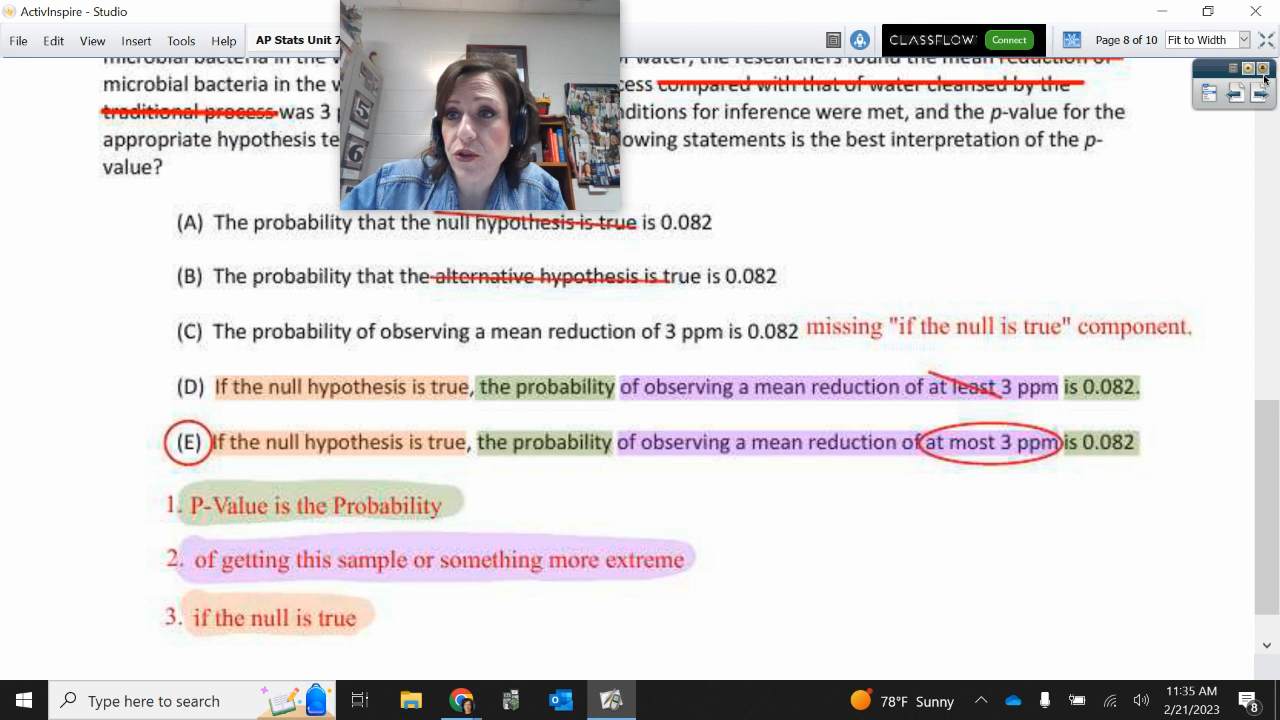 ActivInspire - Studio
File Edit View Insert Tools Help AP Stats Unit 7 CLASSFLOW Connect Page 8 of 10 Fit to Width
microbial bacteria in the w of water, the researchers found the mean reduction of
microbial bacteria in the w cess compared with that of water cleansed by the
traditional process was 3 p nditions for inference were met, and the p-value for the
appropriate hypothesis te lowing statements is the best interpretation of the p-
value?
5
6
(A) The probability that the null hypothesis is true is 0.082
(B) The probability that the alternative hypothesis is true is 0.082
(C) The probability of observing a mean reduction of 3 ppm is 0.082 missing "if the null is true" component.
(D) If the null hypothesis is true, the probability of observing a mean reduction of at least 3 ppm is 0.082.
(E) If the null hypothesis is true, the probability of observing a mean reduction of at most 3 ppm is 0.082
1. P-Value is the Probability
2. of getting this sample or something more extreme
3. if the null is true
Type here to search 78°F Sunny 11:35 AM
2/21/2023 8